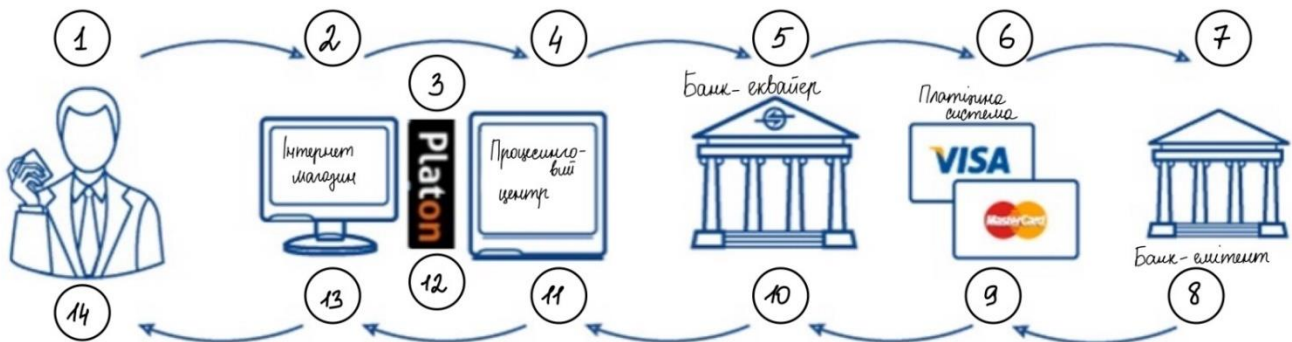 1
2
3
4
5
6
7
Інтернет
магазин
Platon
Процесинго-
вий
центр
Банк-еквайер
Платіжна
система
VISA
MasterCard
Банк-емітент
14
13
12
11
10
9
8